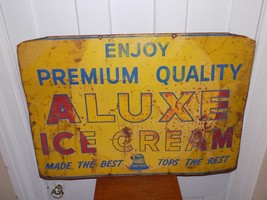 ENJOY
PREMIUM QUALITY
ALUXE
ICE CREAM
MADE THE BEST TOPS THE REST